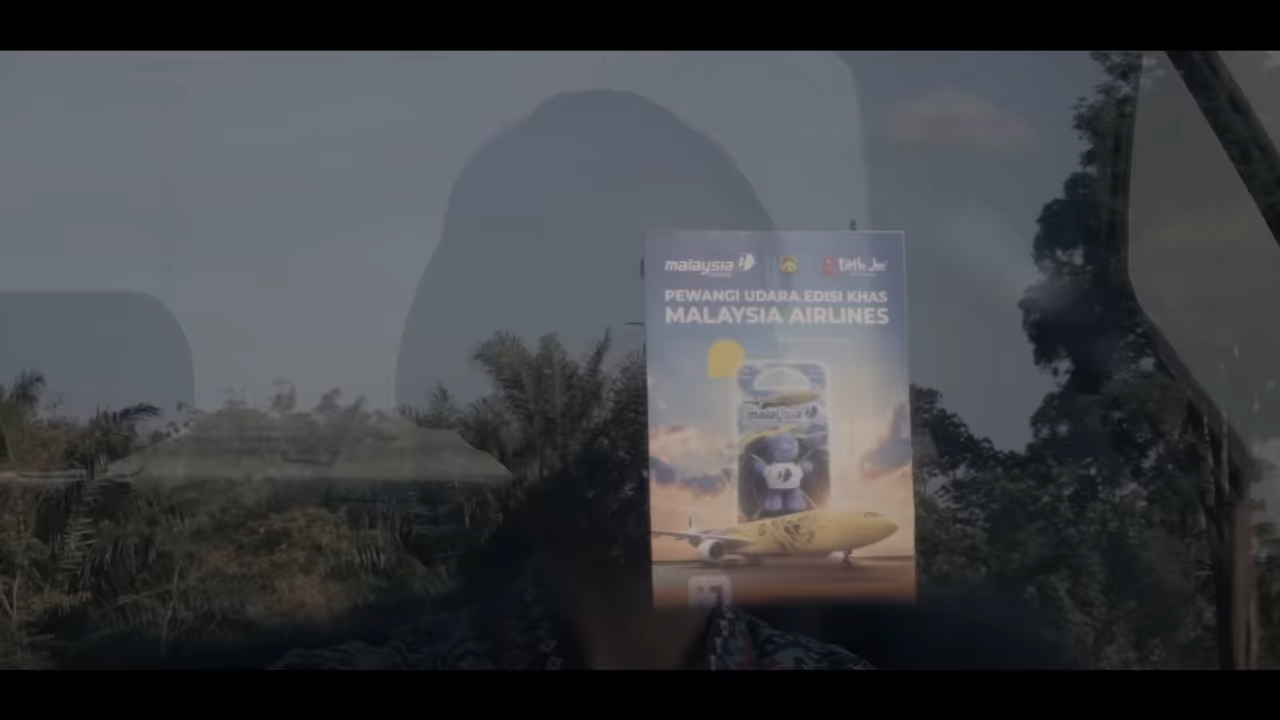 malaysia
Little Joe
PEWANGI UDARA EDISI KHAS
MALAYSIA AIRLINES
malaysia